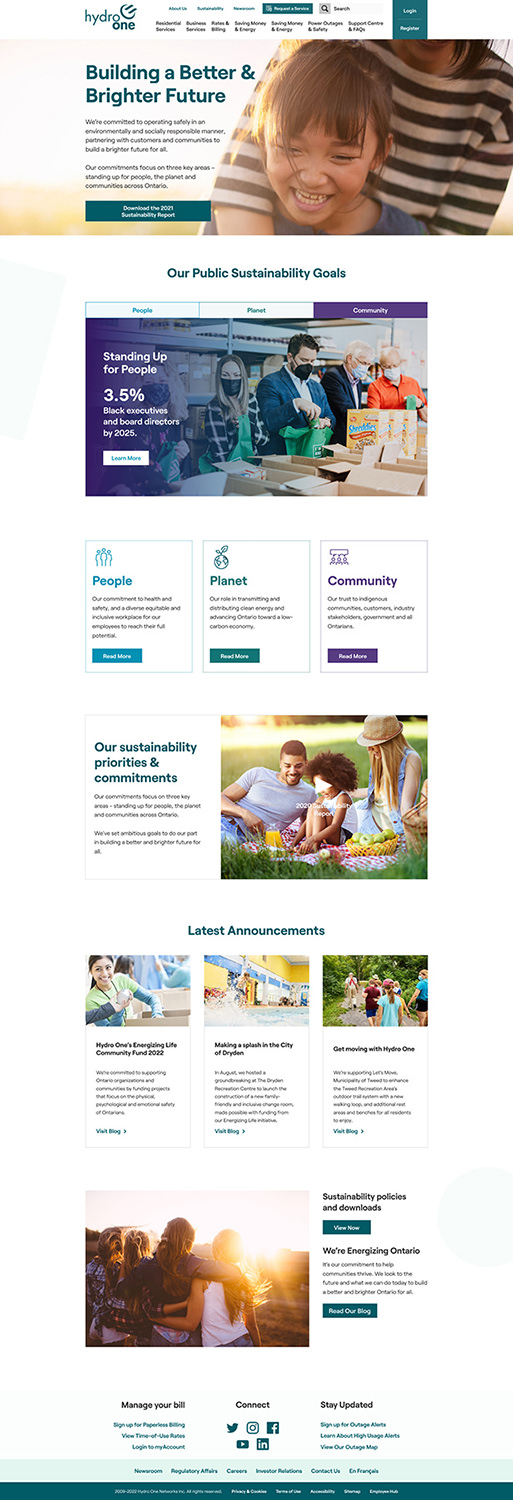 hydro one
About Us
Sustainability
Newsroom
Request a Service
Search
Login
Register
Residential Services
Business Services
Rates & Billing
Saving Money & Energy
Saving Money & Energy
Power Outages & Safety
Support Centre & FAQs
Building a Better &
Brighter Future
We're committed to operating safely in an
environmentally and socially responsible manner,
partnering with customers and communities to
build a brighter future for all.
Our commitments focus on three key areas –
standing up for people, the planet and
communities across Ontario.
Download the 2021
Sustainability Report
Our Public Sustainability Goals
People
Planet
Community
Standing Up
for People
3.5%
Black executives
and board directors
by 2025.
Learn More
Shreddies
People
Our commitment to health and
safety, and a diverse equitable and
inclusive workplace for our
employees to reach their full
potential.
Read More
Planet
Our role in transmitting and
distributing clean energy and
advancing Ontario toward a low-
carbon economy.
Read More
Community
Our trust to indigenous
communities, customers, industry
stakeholders, government and all
Ontarians.
Read More
Our sustainability
priorities &
commitments
Our commitments focus on three key
areas – standing up for people, the planet
and communities across Ontario.
We've set ambitious goals to do our part
in building a better and brighter future for
all.
2020 Sustainability
Report
Latest Announcements
Hydro One's Energizing Life
Community Fund 2022
We're committed to supporting
Ontario organizations and
communities by funding projects
that focus on the physical,
psychological and emotional safety
of Ontarians.
Visit Blog >
Making a splash in the City
of Dryden
In August, we hosted a
groundbreaking at The Dryden
Recreation Centre to launch the
construction of a new family-
friendly and inclusive change room,
made possible with funding from
our Energizing Life initiative.
Visit Blog >
Get moving with Hydro One
We're supporting Let's Move,
Municipality of Tweed to enhance
the Tweed Recreation Area's
outdoor trail system with a new
walking loop, and additional rest
areas and benches for all residents
to enjoy.
Visit Blog >
Sustainability policies
and downloads
View Now
We're Energizing Ontario
It's our commitment to help
communities thrive. We look to the
future and what we can do today to build
a better and brighter Ontario for all.
Read Our Blog
Manage your bill
Sign up for Paperless Billing
View Time-of-Use Rates
Login to myAccount
Connect
Stay Updated
Sign up for Outage Alerts
Learn About High Usage Alerts
View Our Outage Map
Newsroom
Regulatory Affairs
Careers
Investor Relations
Contact Us
En Français
2009-2022 Hydro One Networks Inc. All rights reserved.
Privacy & Cookies
Terms of Use
Accessibility
Sitemap
Employee Hub